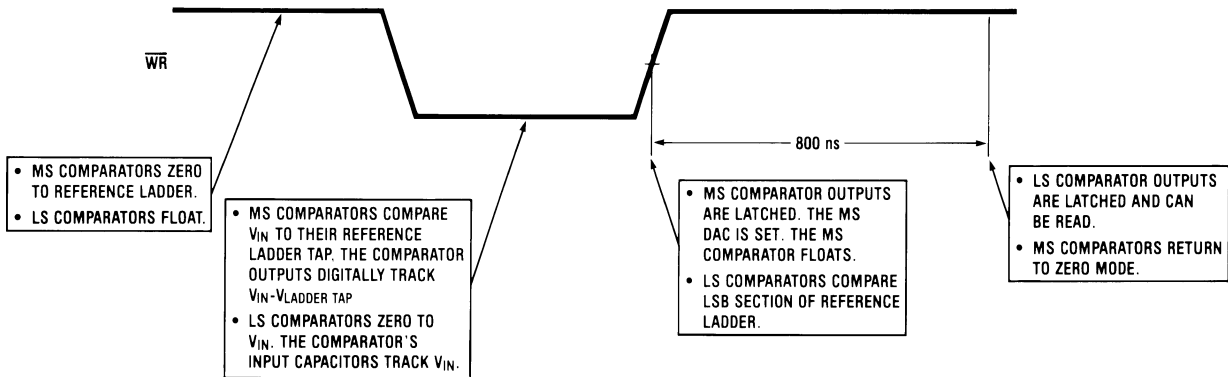 W̅R̅
800 ns
• MS COMPARATORS ZERO
TO REFERENCE LADDER.
• LS COMPARATORS FLOAT.
• MS COMPARATORS COMPARE
VIN TO THEIR REFERENCE
LADDER TAP. THE COMPARATOR
OUTPUTS DIGITALLY TRACK
VIN-VLADDER TAP
• LS COMPARATORS ZERO TO
VIN. THE COMPARATOR'S
INPUT CAPACITORS TRACK VIN.
• MS COMPARATOR OUTPUTS
ARE LATCHED. THE MS
DAC IS SET. THE MS
COMPARATOR FLOATS.
• LS COMPARATORS COMPARE
LSB SECTION OF REFERENCE
LADDER.
• LS COMPARATOR OUTPUTS
ARE LATCHED AND CAN
BE READ.
• MS COMPARATORS RETURN
TO ZERO MODE.